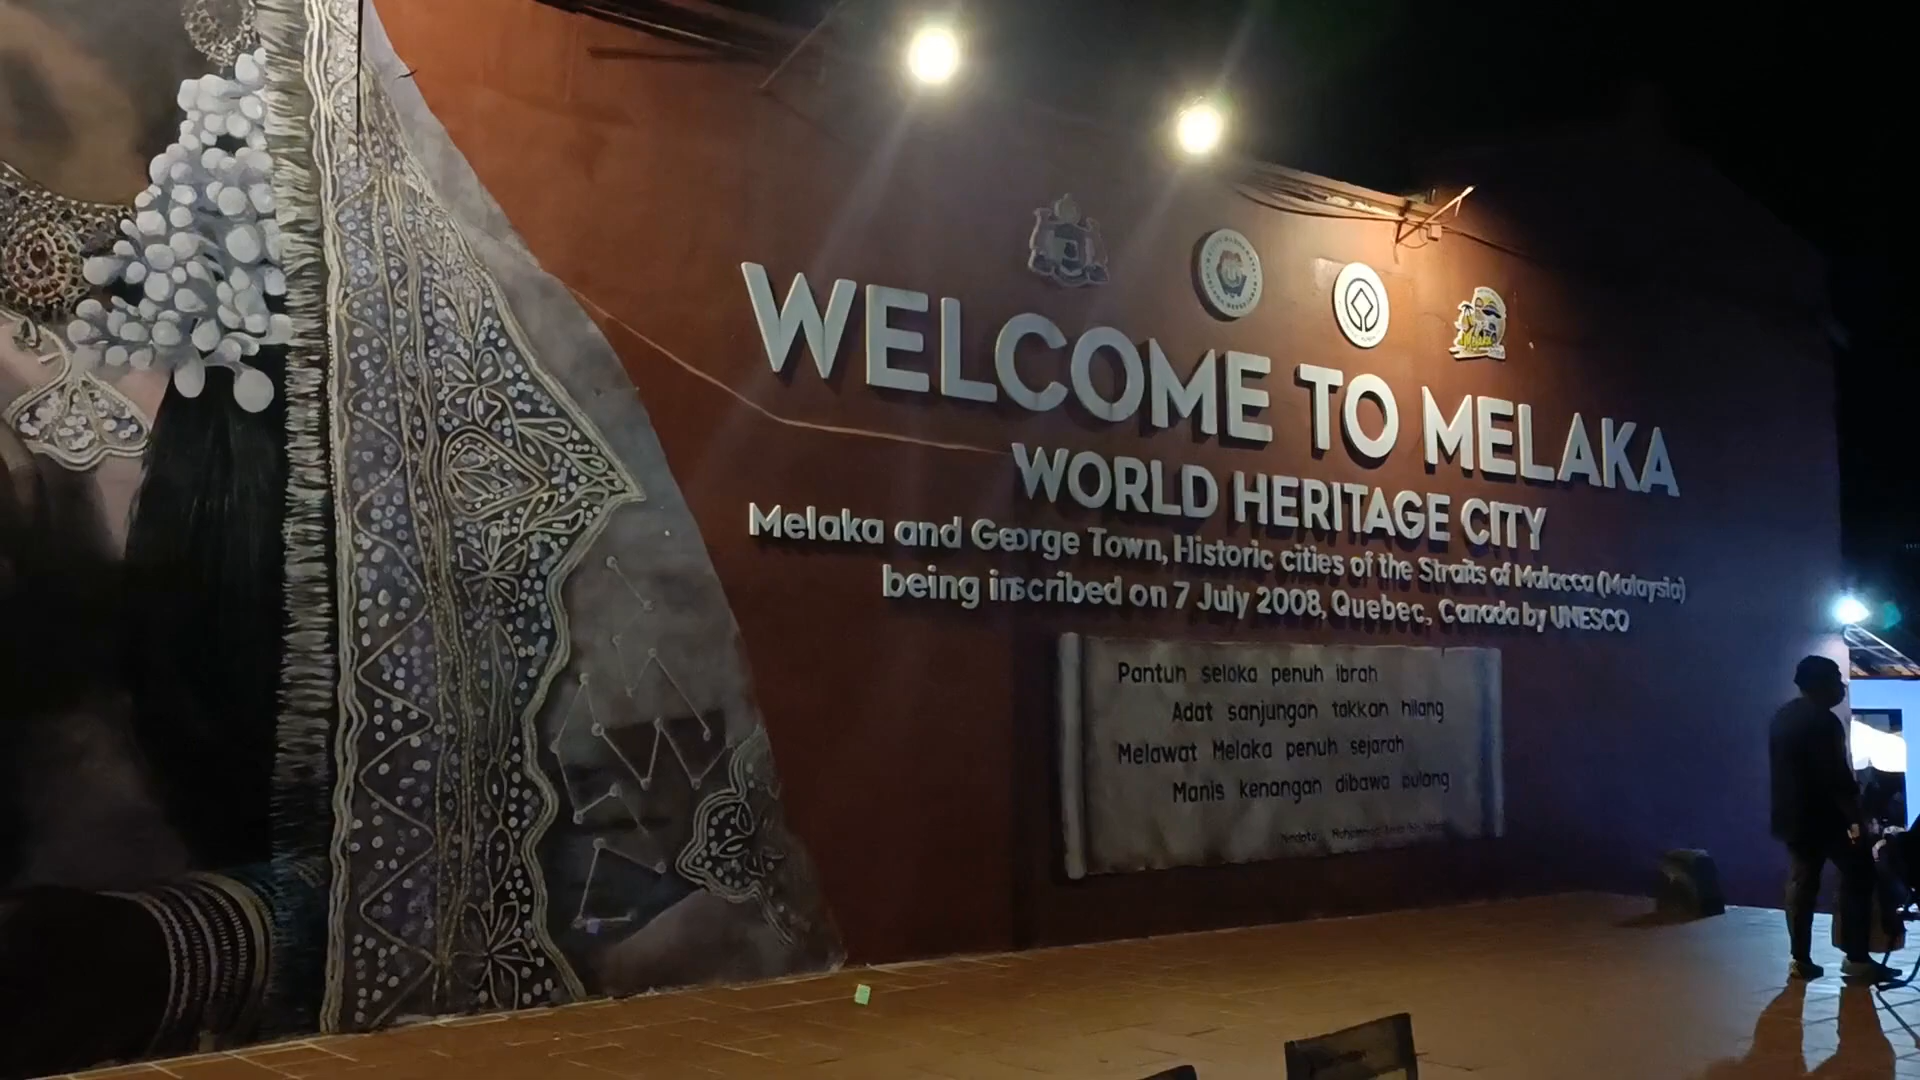 WELCOME TO MELAKA
WORLD HERITAGE CITY
Melaka and George Town, Historic cities of the Straits of Malacca (Malaysia)
being inscribed on 7 July 2008, Quebec, Canada by UNESCO
Pantun seloka penuh ibrah
Adat sanjungan takkan hilang
Melawat Melaka penuh sejarah
Manis kenangan dibawa pulang